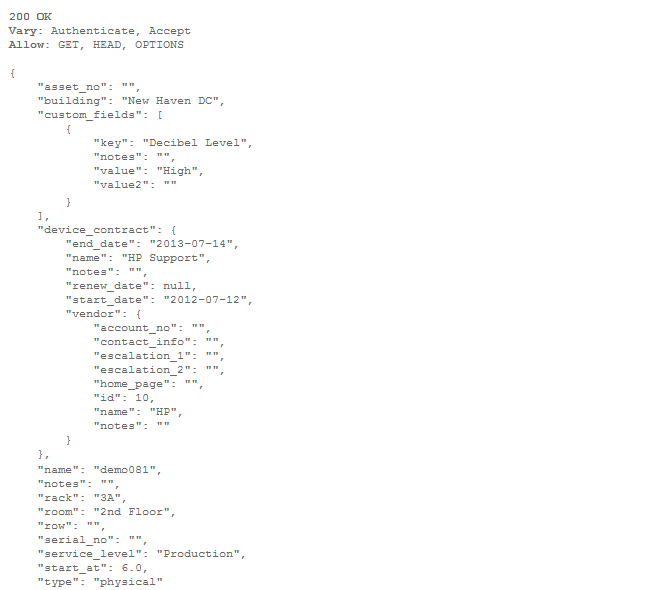 200 OK
Vary: Authenticate, Accept
Allow: GET, HEAD, OPTIONS
{
    "asset_no": "",
    "building": "New Haven DC",
    "custom_fields": [
        {
            "key": "Decibel Level",
            "notes": "",
            "value": "High",
            "value2": ""
        }
    ],
    "device_contract": {
        "end_date": "2013-07-14",
        "name": "HP Support",
        "notes": "",
        "renew_date": null,
        "start_date": "2012-07-12",
        "vendor": {
            "account_no": "",
            "contact_info": "",
            "escalation_1": "",
            "escalation_2": "",
            "home_page": "",
            "id": 10,
            "name": "HP",
            "notes": ""
        }
    },
    "name": "demo081",
    "notes": "",
    "rack": "3A",
    "room": "2nd Floor",
    "row": "",
    "serial_no": "",
    "service_level": "Production",
    "start_at": 6.0,
    "type": "physical"